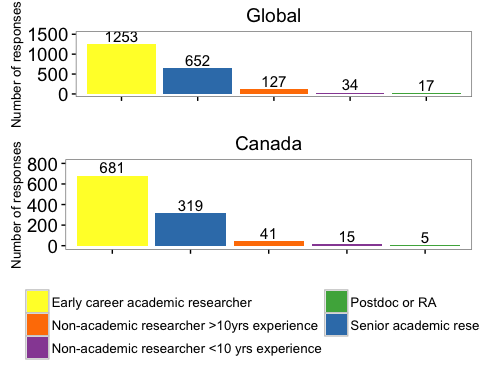 Global
Number of responses
1500
1000
500
0
1253
652
127
34
17
Canada
Number of responses
800
600
400
200
0
681
319
41
15
5
Early career academic researcher
Non-academic researcher >10yrs experience
Non-academic researcher <10 yrs experience
Postdoc or RA
Senior academic rese